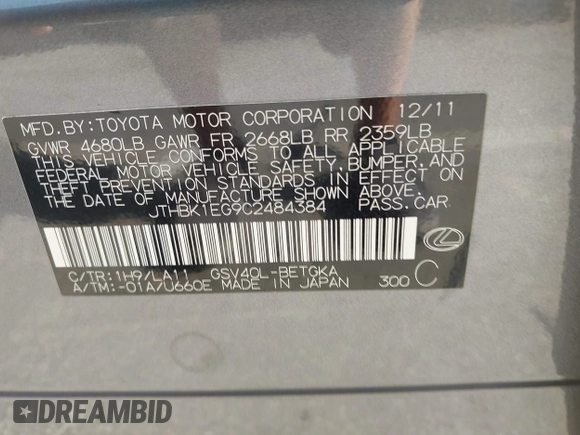 MFD.BY:TOYOTA MOTOR CORPORATION 12/11
GVWR 4680LB GAWR FR 2668LB RR 2359LB
THIS VEHICLE CONFORMS TO ALL APPLICABLE
FEDERAL MOTOR VEHICLE SAFETY, BUMPER, AND
THEFT PREVENTION STANDARDS IN EFFECT ON
THE DATE OF MANUFACTURE SHOWN ABOVE.
JTHBK1EG9C2484384 PASS.CAR
C/TR:1H9/LA11 GSV40L-BETGKA
A/TM:-01A/U660E MADE IN JAPAN 300 C
DREAMBID